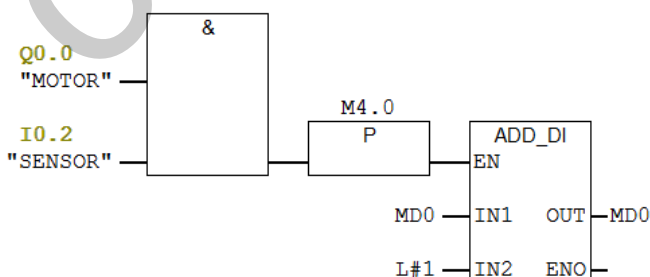 &
Q0.0
"MOTOR"
M4.0
I0.2
P
ADD_DI
"SENSOR"
EN
MD0
IN1
OUT
MD0
L#1
IN2
ENO